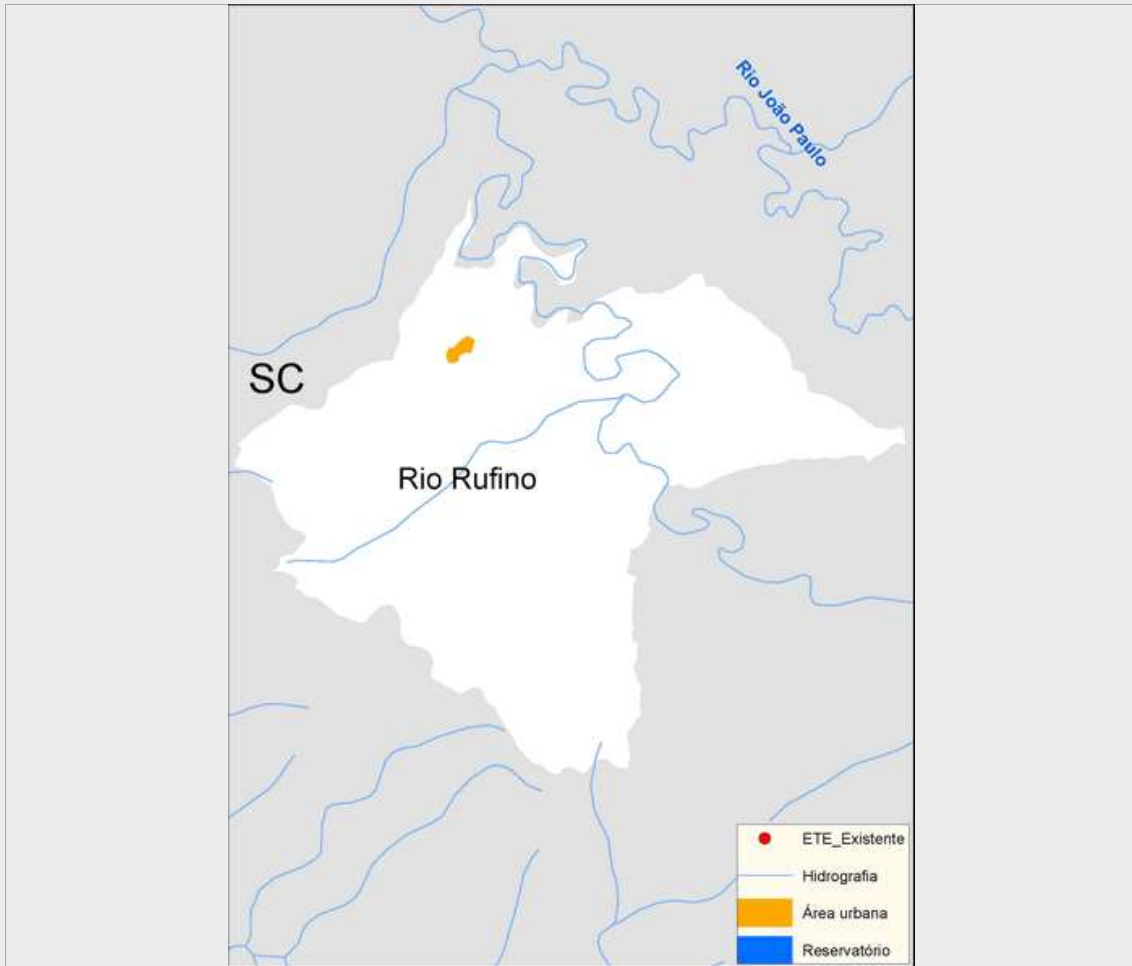 Rio João Paulo
SC
Rio Rufino
ETE_Existente
Hidrografia
Área urbana
Reservatório